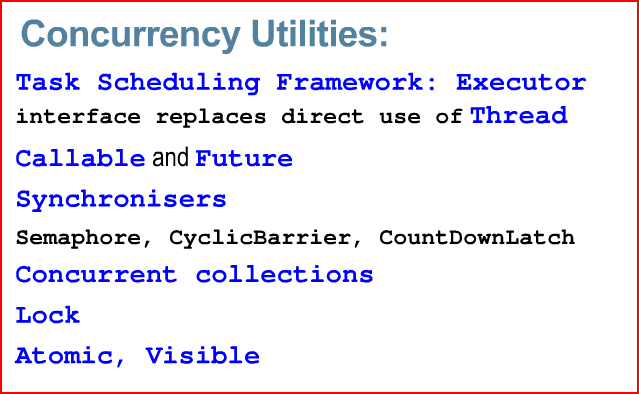 Concurrency Utilities:
Task Scheduling Framework: Executor
interface replaces direct use of Thread
Callable and Future
Synchronisers
Semaphore, CyclicBarrier, CountDownLatch
Concurrent collections
Lock
Atomic, Visible